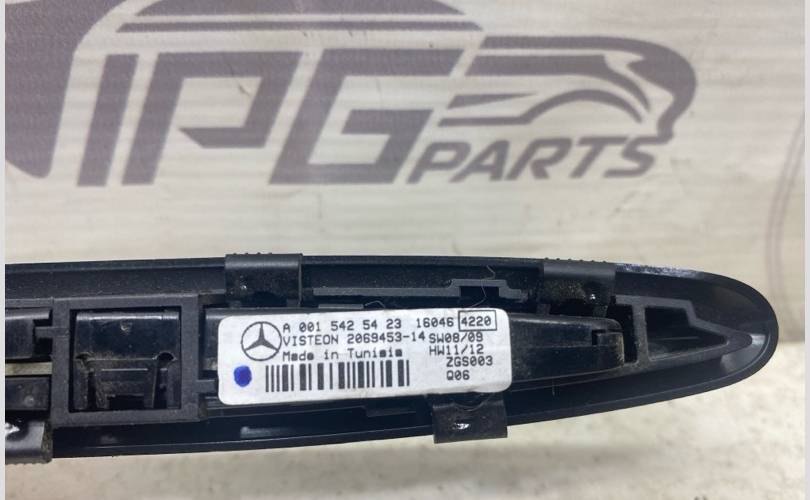 IPG
PARTS
A 001 542 54 23 16046 4220
VISTEON 2069453-14 SW08/09
Made in Tunisia HW11/12
ZGS003
Q06